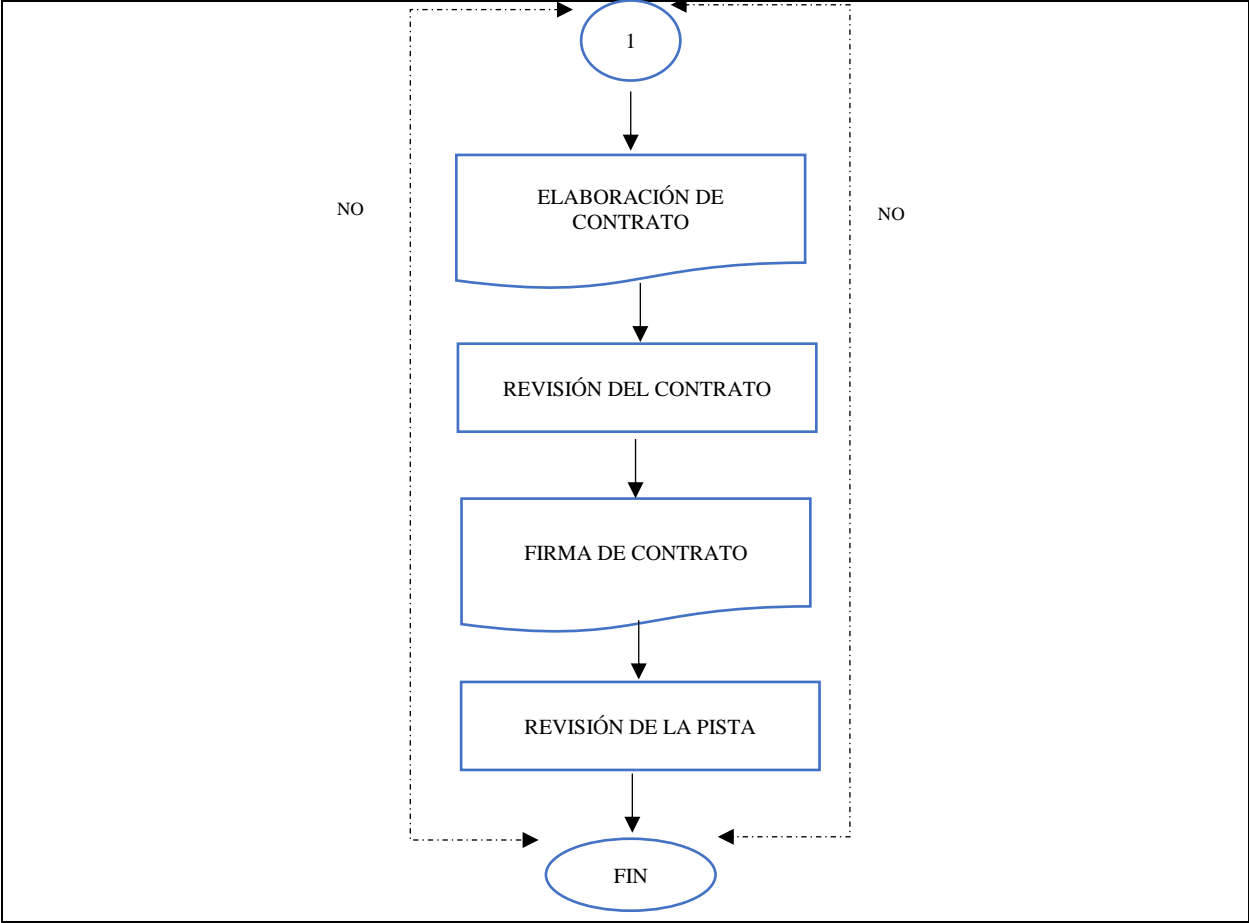 1
ELABORACIÓN DE
CONTRATO
NO
NO
REVISIÓN DEL CONTRATO
FIRMA DE CONTRATO
REVISIÓN DE LA PISTA
FIN